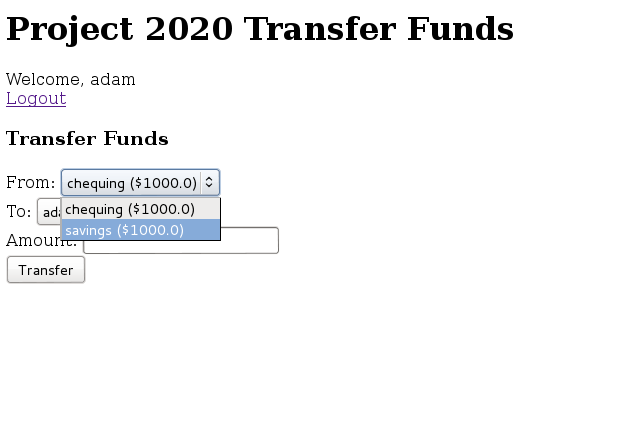 Project 2020 Transfer Funds
Welcome, adam
Logout
Transfer Funds
From: chequing ($1000.0)
chequing ($1000.0)
savings ($1000.0)
To:
Amount:
Transfer